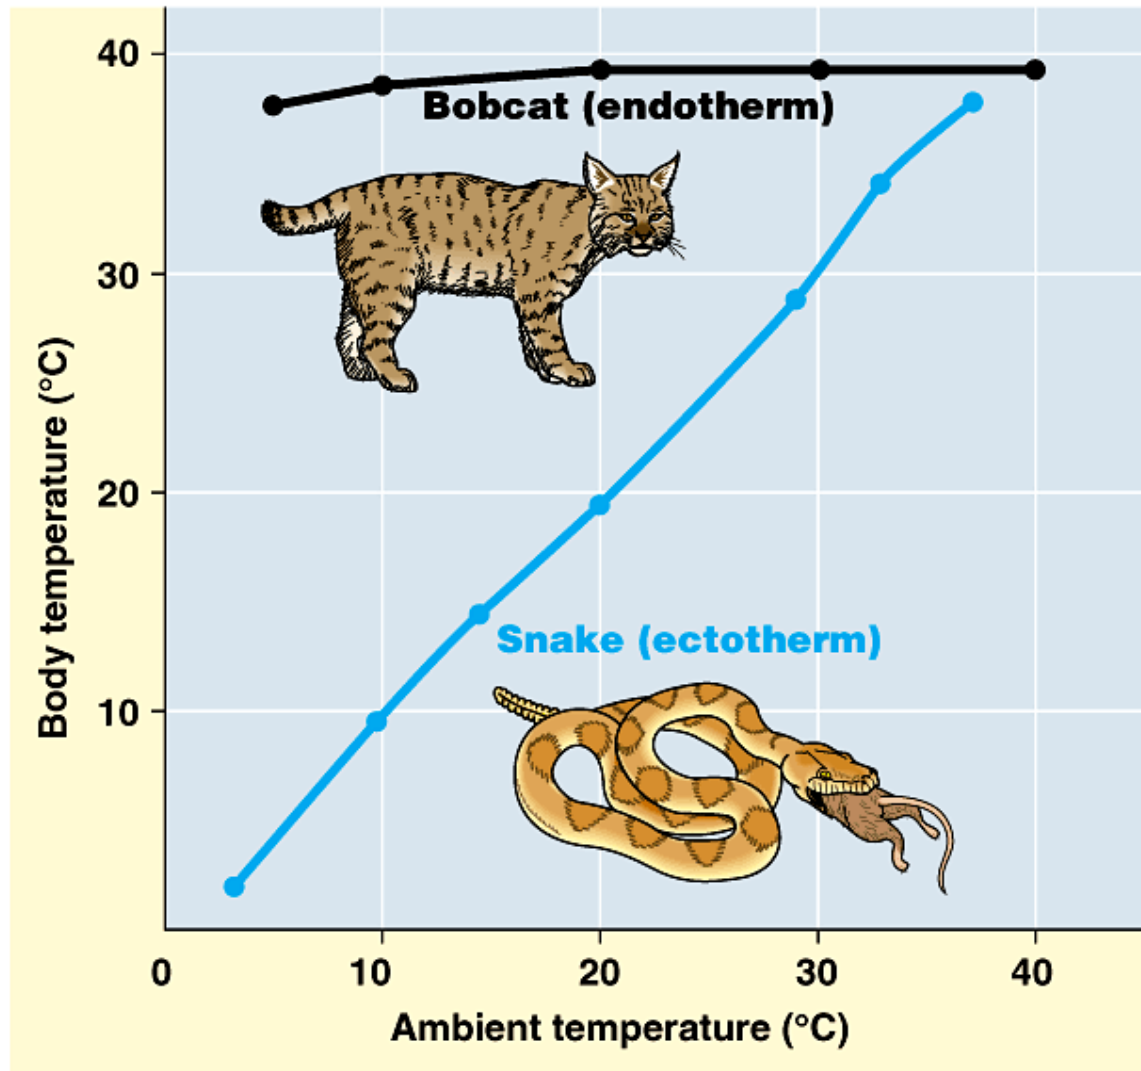 40
Bobcat (endotherm)
30
Body temperature (°C)
20
Snake (ectotherm)
10
0 10 20 30 40
Ambient temperature (°C)